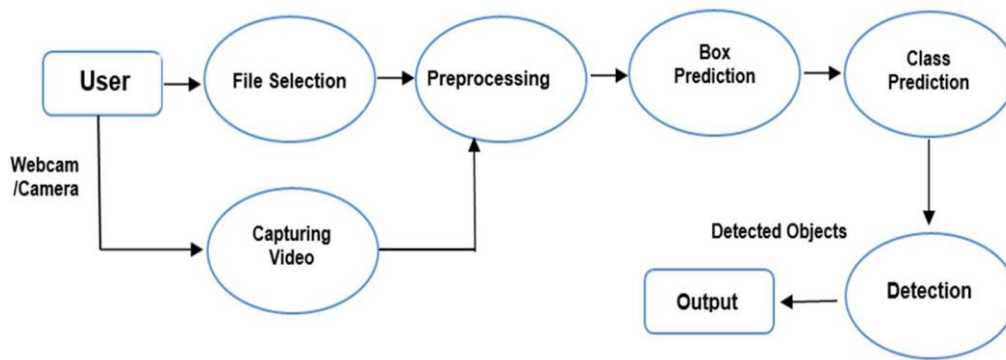 User
File Selection
Preprocessing
Box
Prediction
Class
Prediction
Webcam
/Camera
Capturing
Video
Detected Objects
Detection
Output